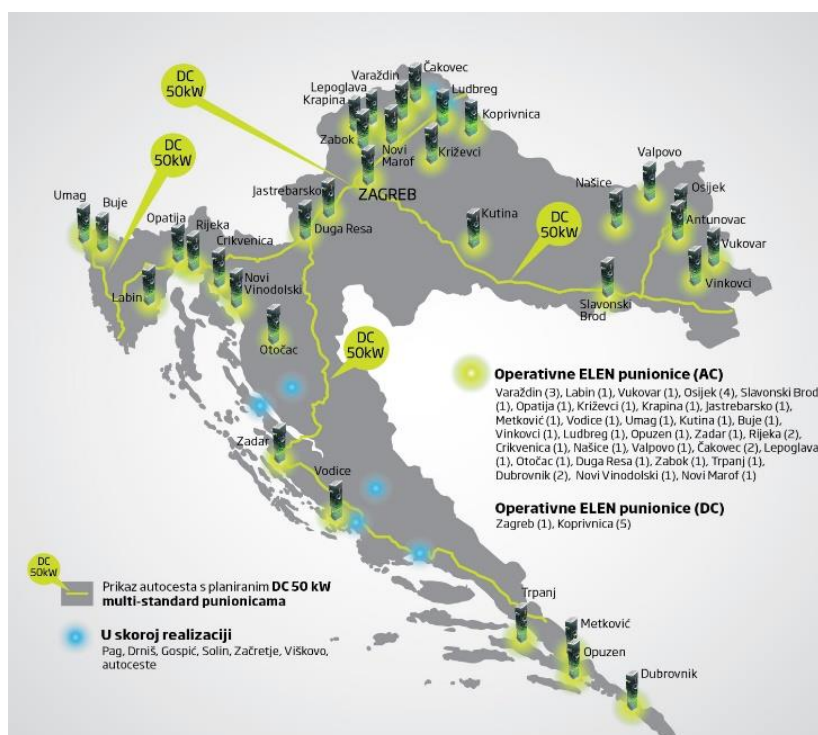 DC
50kW
Čakovec
Varaždin
Lepoglava
Ludbreg
Krapina
Koprivnica
DC
50kW
Zabok
Novi
Marof
Križevci
Valpovo
Osijek
Našice
Jastrebarsko
ZAGREB
Umag
Buje
Opatija
Rijeka
Crikvenica
Duga Resa
Kutina
DC
50kW
Antunovac
Vukovar
Labin
Novi
Vinodolski
Vinkovci
Slavonski
Brod
Otočac
DC
50kW
Zadar
Vodice
Operativne ELEN punionice (AC)
Varaždin (3), Labin (1), Vukovar (1), Osijek (4), Slavonski Brod
(1), Opatija (1), Križevci (1), Krapina (1), Jastrebarsko (1),
Metković (1), Vodice (1), Umag (1), Kutina (1), Buje (1),
Vinkovci (1), Ludbreg (1), Opuzen (1), Zadar (1), Rijeka (2),
Crikvenica (1), Našice (1), Valpovo (1), Čakovec (2), Lepoglava
(1), Otočac (1), Duga Resa (1), Zabok (1), Trpanj (1),
Dubrovnik (2), Novi Vinodolski (1), Novi Marof (1)
Operativne ELEN punionice (DC)
Zagreb (1), Koprivnica (5)
DC
50kW
Prikaz autocesta s planiranim DC 50 kW
multi-standard punionicama
U skoroj realizaciji
Pag, Drniš, Gospić, Solin, Začretje, Viškovo,
autoceste
Trpanj
Metković
Opuzen
Dubrovnik